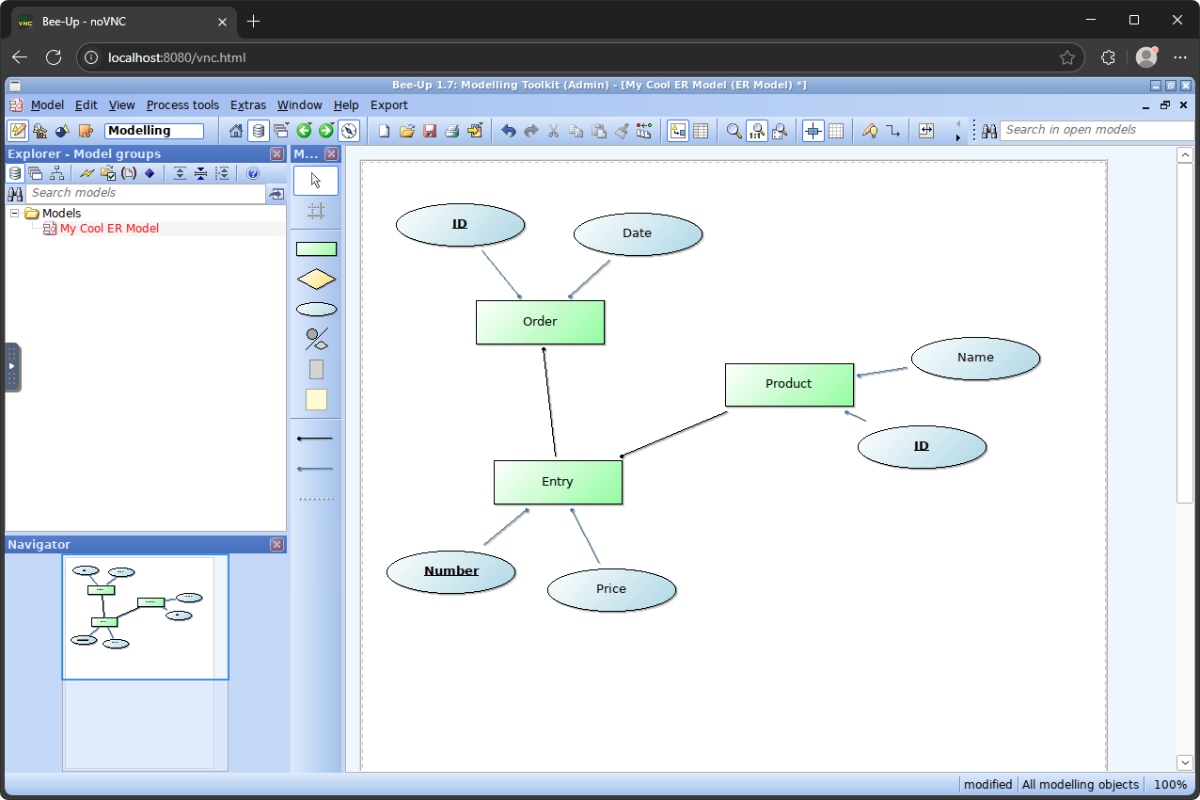 Bee-Up - noVNC
localhost:8080/vnc.html
Bee-Up 1.7: Modelling Toolkit (Admin) - [My Cool ER Model (ER Model) *]
Model Edit View Process tools Extras Window Help Export
Modelling
Search in open models
Explorer - Model groups
M...
Search models
Models
My Cool ER Model
Navigator
ID
Date
Order
Product
Name
ID
Entry
Number
Price
modified All modelling objects 100%